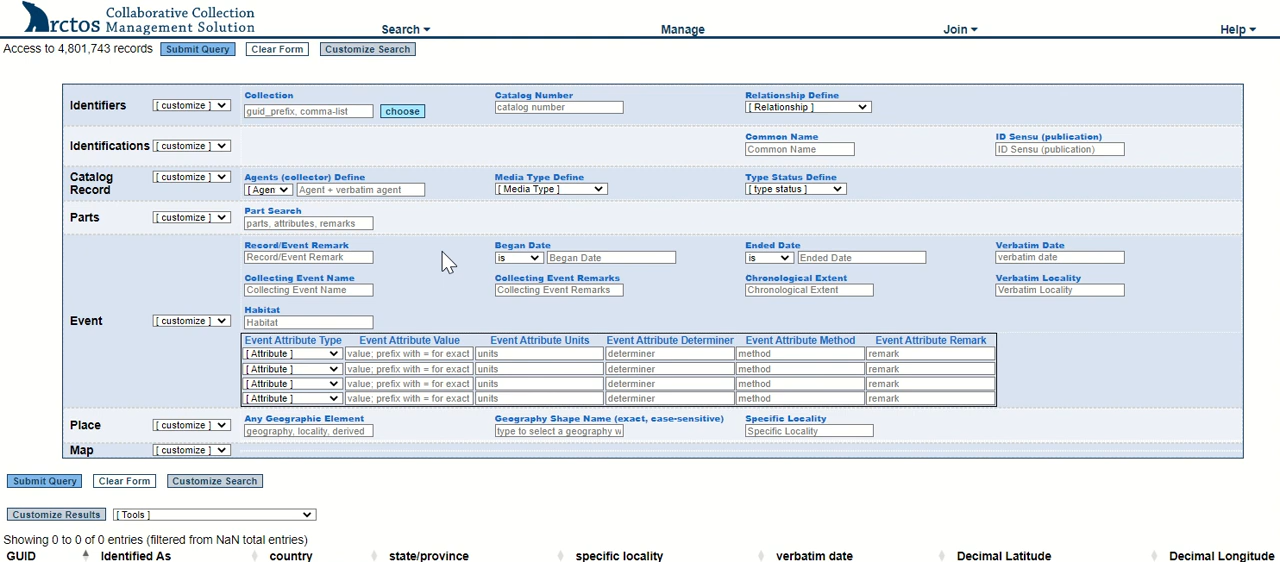 Arctos Collaborative Collection Management Solution
Search Manage Join Help
Access to 4,801,743 records Submit Query Clear Form Customize Search
Identifiers [ customize ] Collection Catalog Number Relationship Define
guid_prefix, comma-list choose catalog number [ Relationship ]
Identifications [ customize ] Common Name ID Sensu (publication)
Common Name ID Sensu (publication)
Catalog Record [ customize ] Agents (collector) Define Media Type Define Type Status Define
[ Agen Agent + verbatim agent [ Media Type ] [ type status ]
Parts [ customize ] Part Search
parts, attributes, remarks
Record/Event Remark Began Date Ended Date Verbatim Date
Record/Event Remark is Began Date is Ended Date verbatim date
Collecting Event Name Collecting Event Remarks Chronological Extent Verbatim Locality
Collecting Event Name Collecting Event Remarks Chronological Extent Verbatim Locality
Habitat
Event [ customize ] Habitat
Event Attribute Type Event Attribute Value Event Attribute Units Event Attribute Determiner Event Attribute Method Event Attribute Remark
[ Attribute ] value; prefix with = for exact units determiner method remark
[ Attribute ] value; prefix with = for exact units determiner method remark
[ Attribute ] value; prefix with = for exact units determiner method remark
[ Attribute ] value; prefix with = for exact units determiner method remark
Place [ customize ] Any Geographic Element Geography Shape Name (exact, case-sensitive) Specific Locality
geography, locality, derived type to select a geography w Specific Locality
Map [ customize ]
Submit Query Clear Form Customize Search
Customize Results [ Tools ]
Showing 0 to 0 of 0 entries (filtered from NaN total entries)
GUID Identified As country state/province specific locality verbatim date Decimal Latitude Decimal Longitude